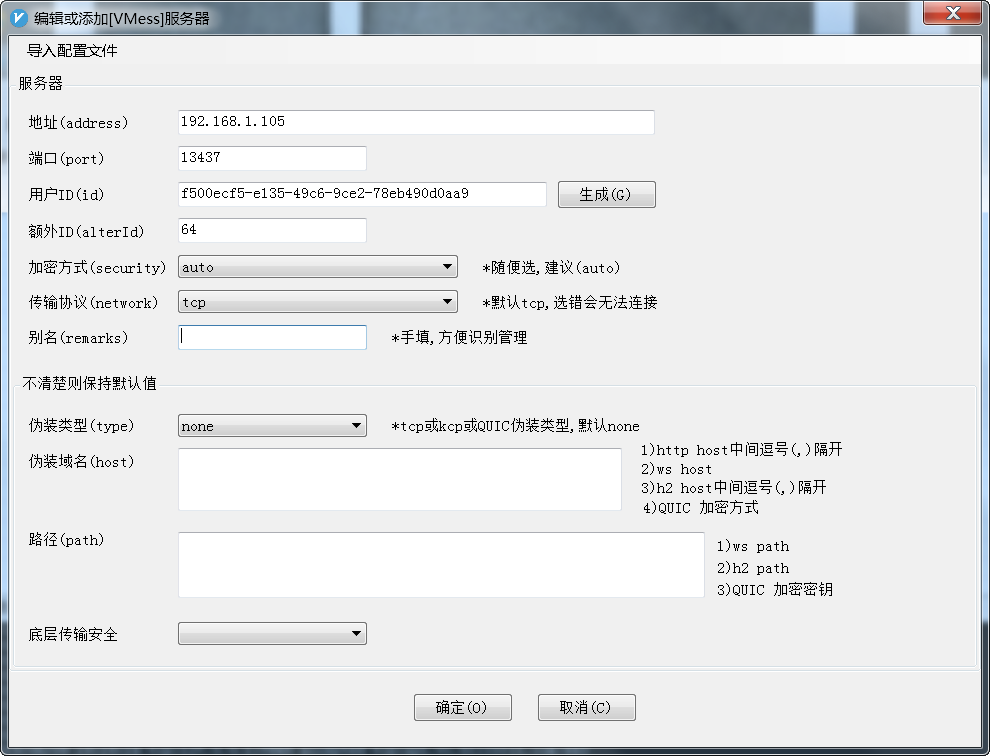 编辑或添加[VMess]服务器
导入配置文件
服务器
地址(address) 192.168.1.105
端口(port) 13437
用户ID(id) f500ecf5-e135-49c6-9ce2-78eb490d0aa9 生成(G)
额外ID(alterId) 64
加密方式(security) auto *随便选,建议(auto)
传输协议(network) tcp *默认tcp,选错会无法连接
别名(remarks) *手填,方便识别管理
不清楚则保持默认值
伪装类型(type) none *tcp或kcp或QUIC伪装类型,默认none
伪装域名(host) 1)http host中间逗号(,)隔开
2)ws host
3)h2 host中间逗号(,)隔开
4)QUIC 加密方式
路径(path) 1)ws path
2)h2 path
3)QUIC 加密密钥
底层传输安全
确定(O) 取消(C)